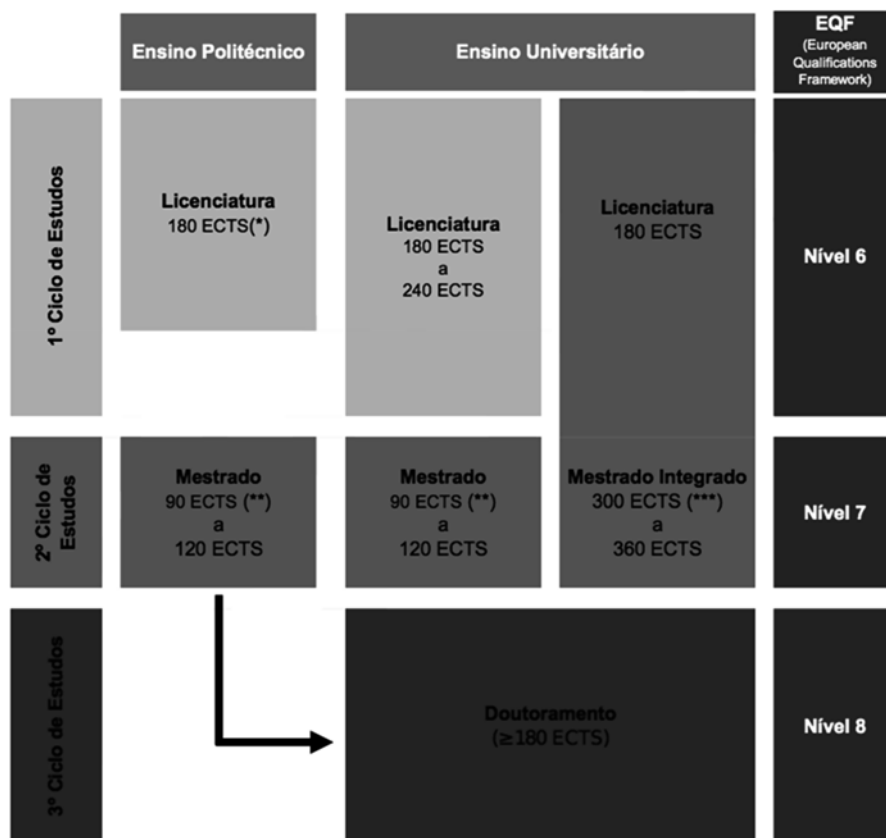 Ensino Politécnico
Ensino Universitário
EQF
(European
Qualifications
Framework)
1º Ciclo de Estudos
Licenciatura
180 ECTS(*)
Licenciatura
180 ECTS
a
240 ECTS
Licenciatura
180 ECTS
Nível 6
2º Ciclo de
Estudos
Mestrado
90 ECTS (**)
a
120 ECTS
Mestrado
90 ECTS (**)
a
120 ECTS
Mestrado Integrado
300 ECTS (***)
a
360 ECTS
Nível 7
3º Ciclo de Estudos
Doutoramento
(≥180 ECTS)
Nível 8